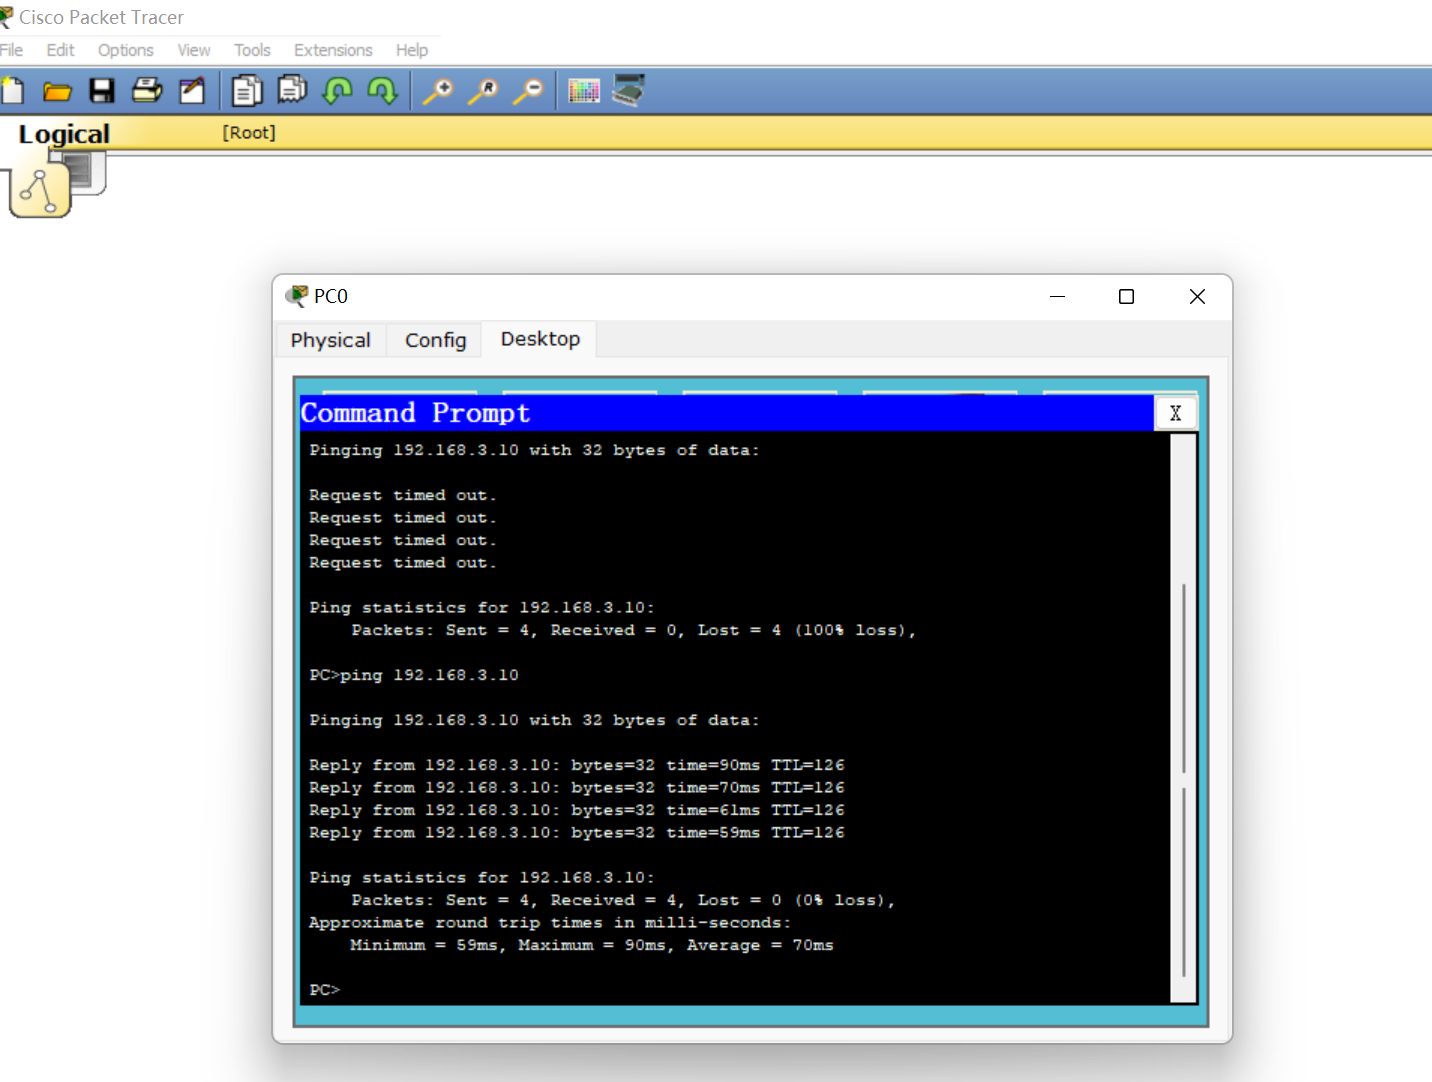 Cisco Packet Tracer
File Edit Options View Tools Extensions Help
Logical [Root]
PC0
Physical Config Desktop
Command Prompt X
Pinging 192.168.3.10 with 32 bytes of data:
Request timed out.
Request timed out.
Request timed out.
Request timed out.
Ping statistics for 192.168.3.10:
Packets: Sent = 4, Received = 0, Lost = 4 (100% loss),
PC>ping 192.168.3.10
Pinging 192.168.3.10 with 32 bytes of data:
Reply from 192.168.3.10: bytes=32 time=90ms TTL=126
Reply from 192.168.3.10: bytes=32 time=70ms TTL=126
Reply from 192.168.3.10: bytes=32 time=61ms TTL=126
Reply from 192.168.3.10: bytes=32 time=59ms TTL=126
Ping statistics for 192.168.3.10:
Packets: Sent = 4, Received = 4, Lost = 0 (0% loss),
Approximate round trip times in milli-seconds:
Minimum = 59ms, Maximum = 90ms, Average = 70ms
PC>